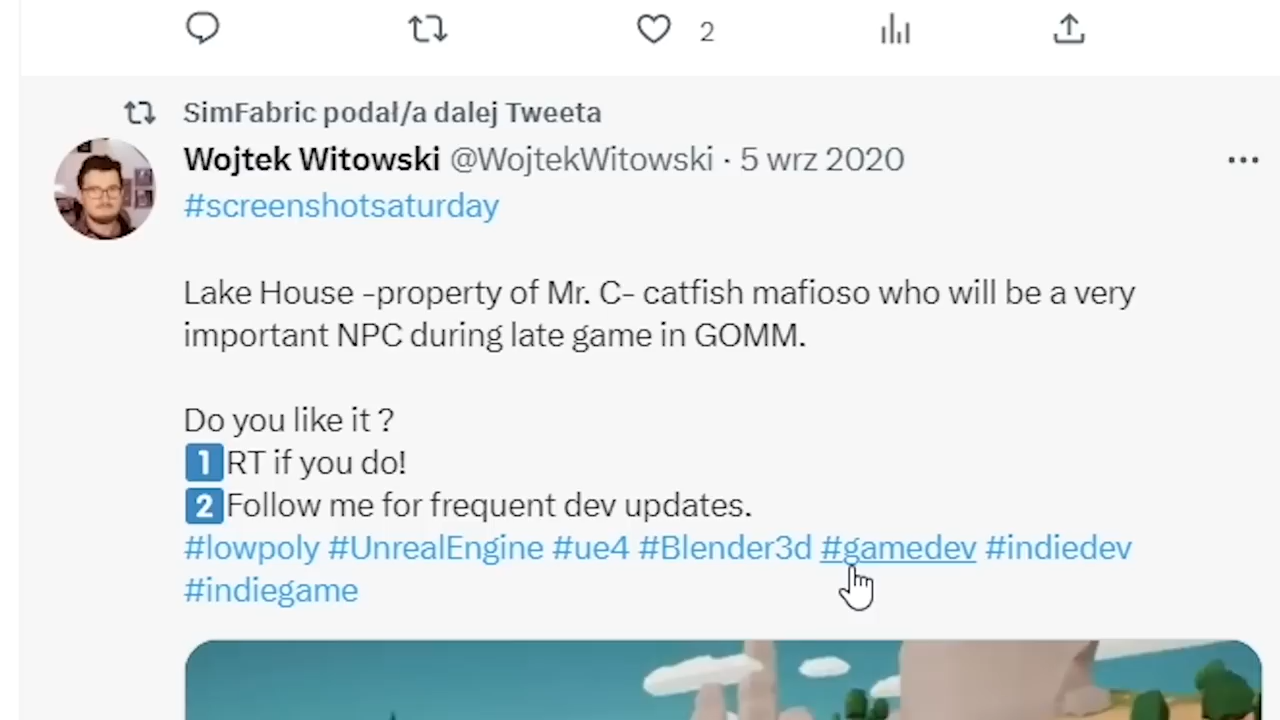 2
SimFabric podał/a dalej Tweeta
Wojtek Witowski @WojtekWitowski · 5 wrz 2020
#screenshotsaturday
Lake House -property of Mr. C- catfish mafioso who will be a very
important NPC during late game in GOMM.
Do you like it ?
1️⃣RT if you do!
2️⃣Follow me for frequent dev updates.
#lowpoly #UnrealEngine #ue4 #Blender3d #gamedev #indiedev
#indiegame